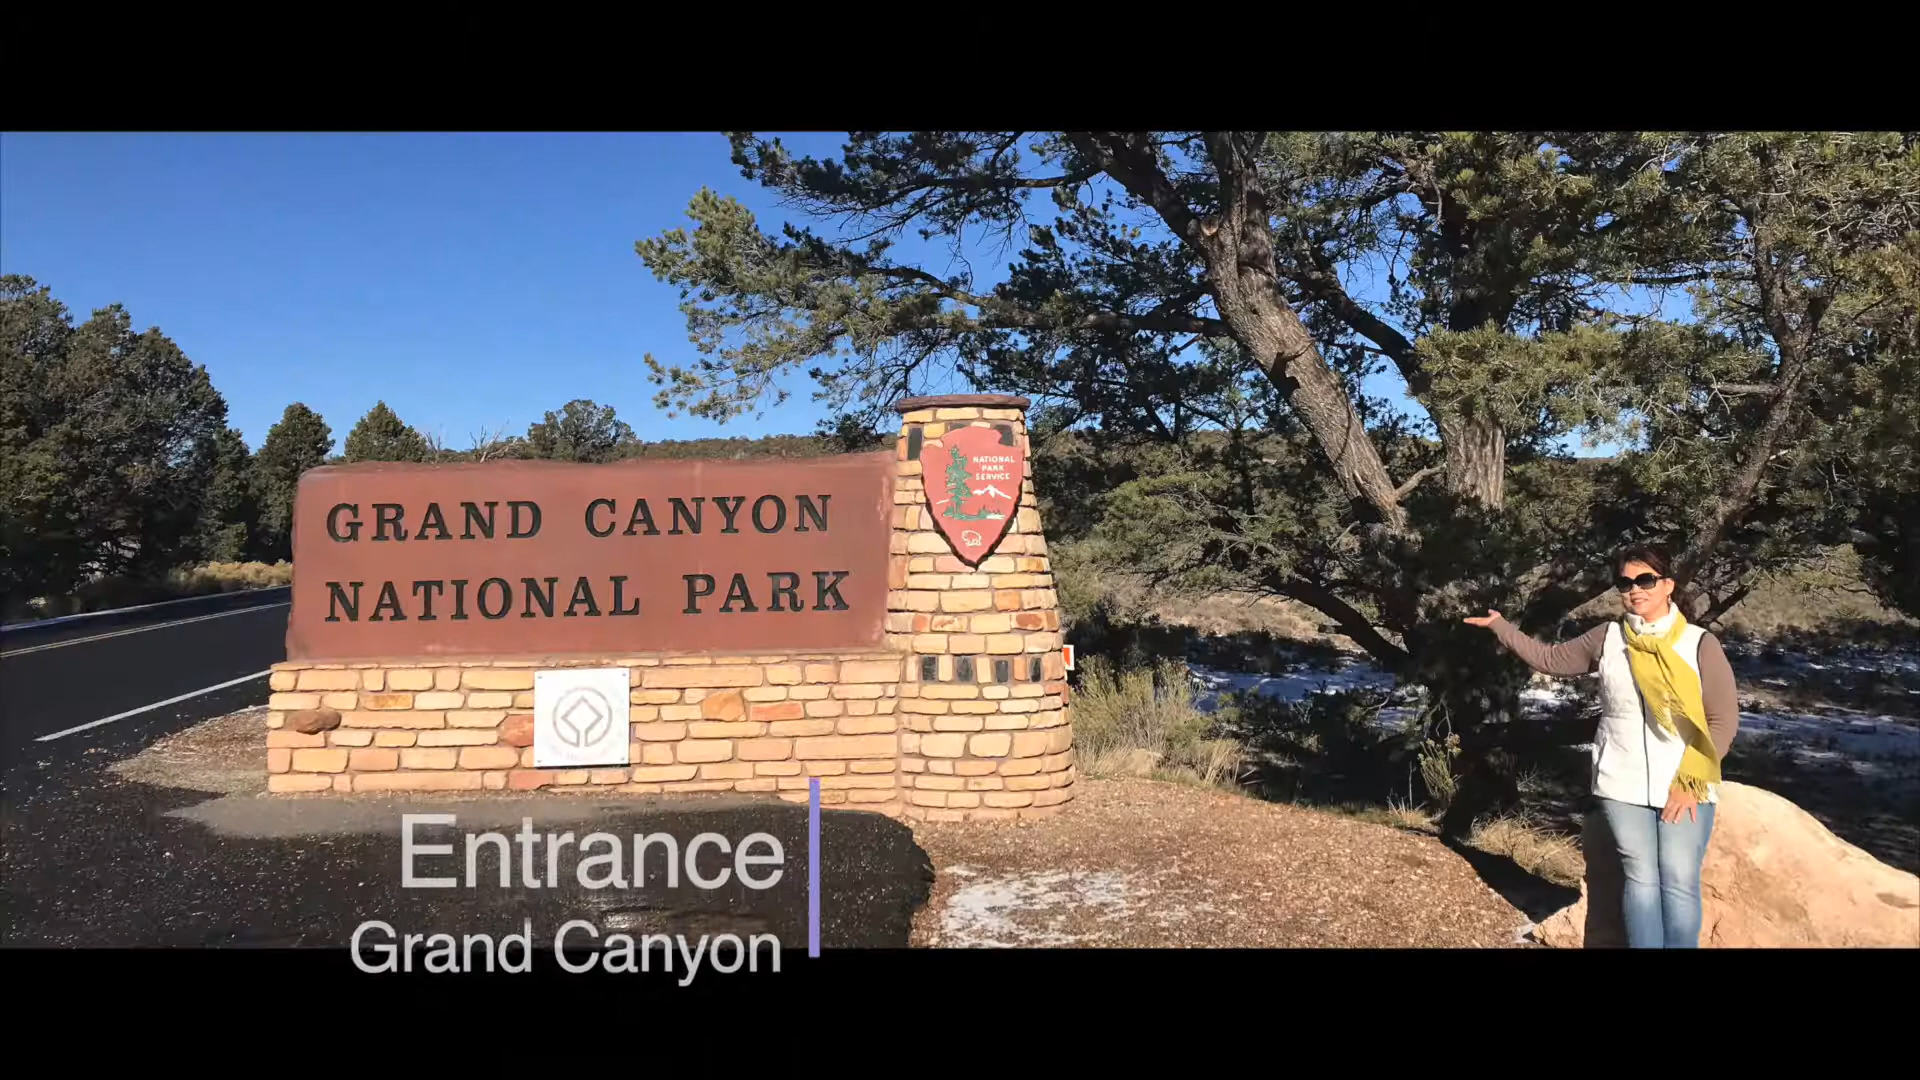 GRAND CANYON
NATIONAL PARK
NATIONAL
PARK
SERVICE
Entrance
Grand Canyon